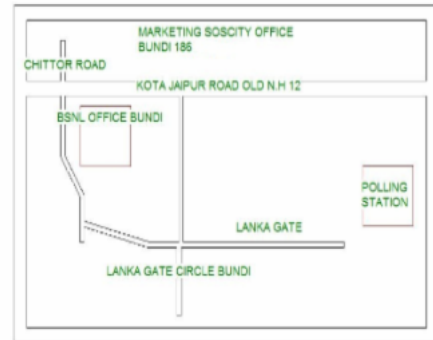 MARKETING SOSCITY OFFICE
BUNDI 186
CHITTOR ROAD
KOTA JAIPUR ROAD OLD N.H 12
BSNL OFFICE BUNDI
POLLING
STATION
LANKA GATE
LANKA GATE CIRCLE BUNDI